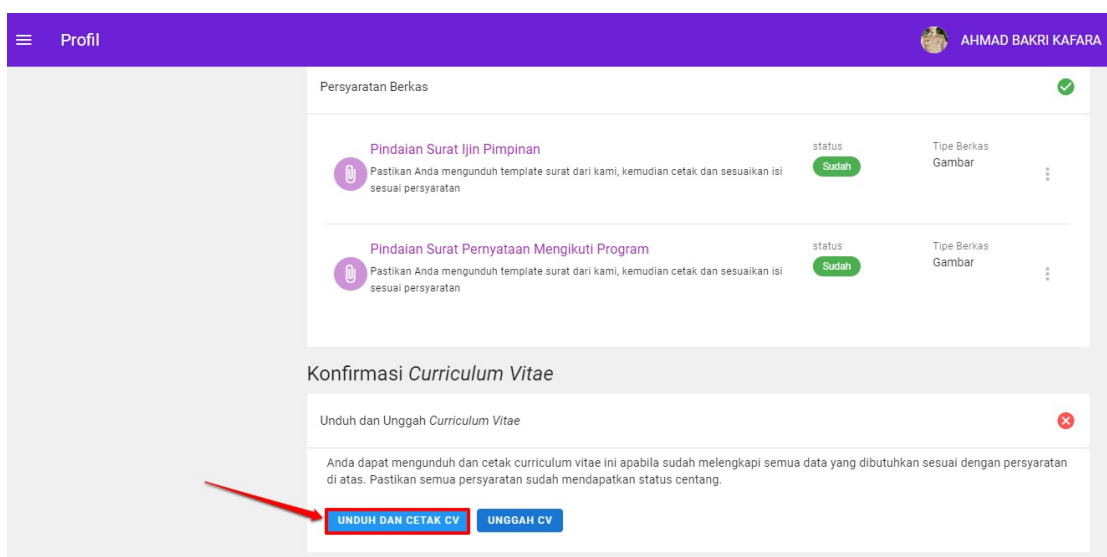 Profil
AHMAD BAKRI KAFARA
Persyaratan Berkas
Pindaian Surat Ijin Pimpinan
Pastikan Anda mengunduh template surat dari kami, kemudian cetak dan sesuaikan isi
sesuai persyaratan
status
Sudah
Tipe Berkas
Gambar
Pindaian Surat Pernyataan Mengikuti Program
Pastikan Anda mengunduh template surat dari kami, kemudian cetak dan sesuaikan isi
sesuai persyaratan
status
Sudah
Tipe Berkas
Gambar
Konfirmasi Curriculum Vitae
Unduh dan Unggah Curriculum Vitae
Anda dapat mengunduh dan cetak curriculum vitae ini apabila sudah melengkapi semua data yang dibutuhkan sesuai dengan persyaratan
di atas. Pastikan semua persyaratan sudah mendapatkan status centang.
UNDUH DAN CETAK CV
UNGGAH CV